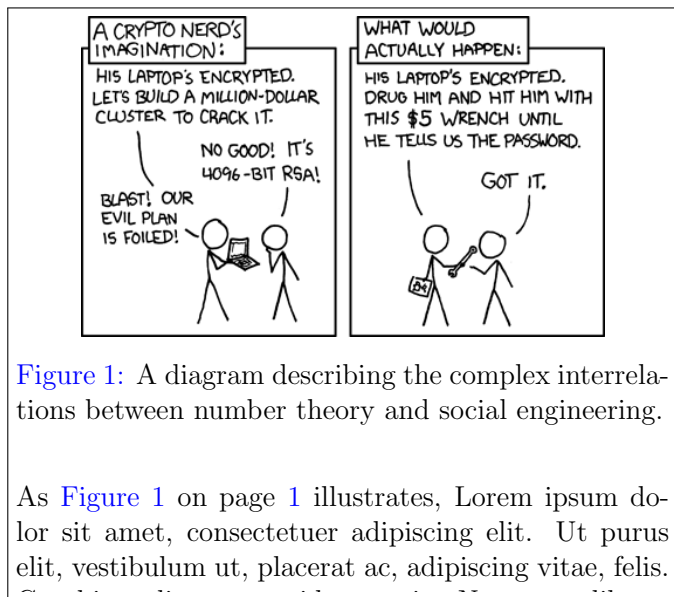 A CRYPTO NERD'S
IMAGINATION:
HIS LAPTOP'S ENCRYPTED.
LET'S BUILD A MILLION-DOLLAR
CLUSTER TO CRACK IT.
NO GOOD! IT'S
4096-BIT RSA!
BLAST! OUR
EVIL PLAN
IS FOILED!
WHAT WOULD
ACTUALLY HAPPEN:
HIS LAPTOP'S ENCRYPTED.
DRUG HIM AND HIT HIM WITH
THIS $5 WRENCH UNTIL
HE TELLS US THE PASSWORD.
GOT IT.
Figure 1: A diagram describing the complex interrela-
tions between number theory and social engineering.
As Figure 1 on page 1 illustrates, Lorem ipsum do-
lor sit amet, consectetuer adipiscing elit. Ut purus
elit, vestibulum ut, placerat ac, adipiscing vitae, felis.